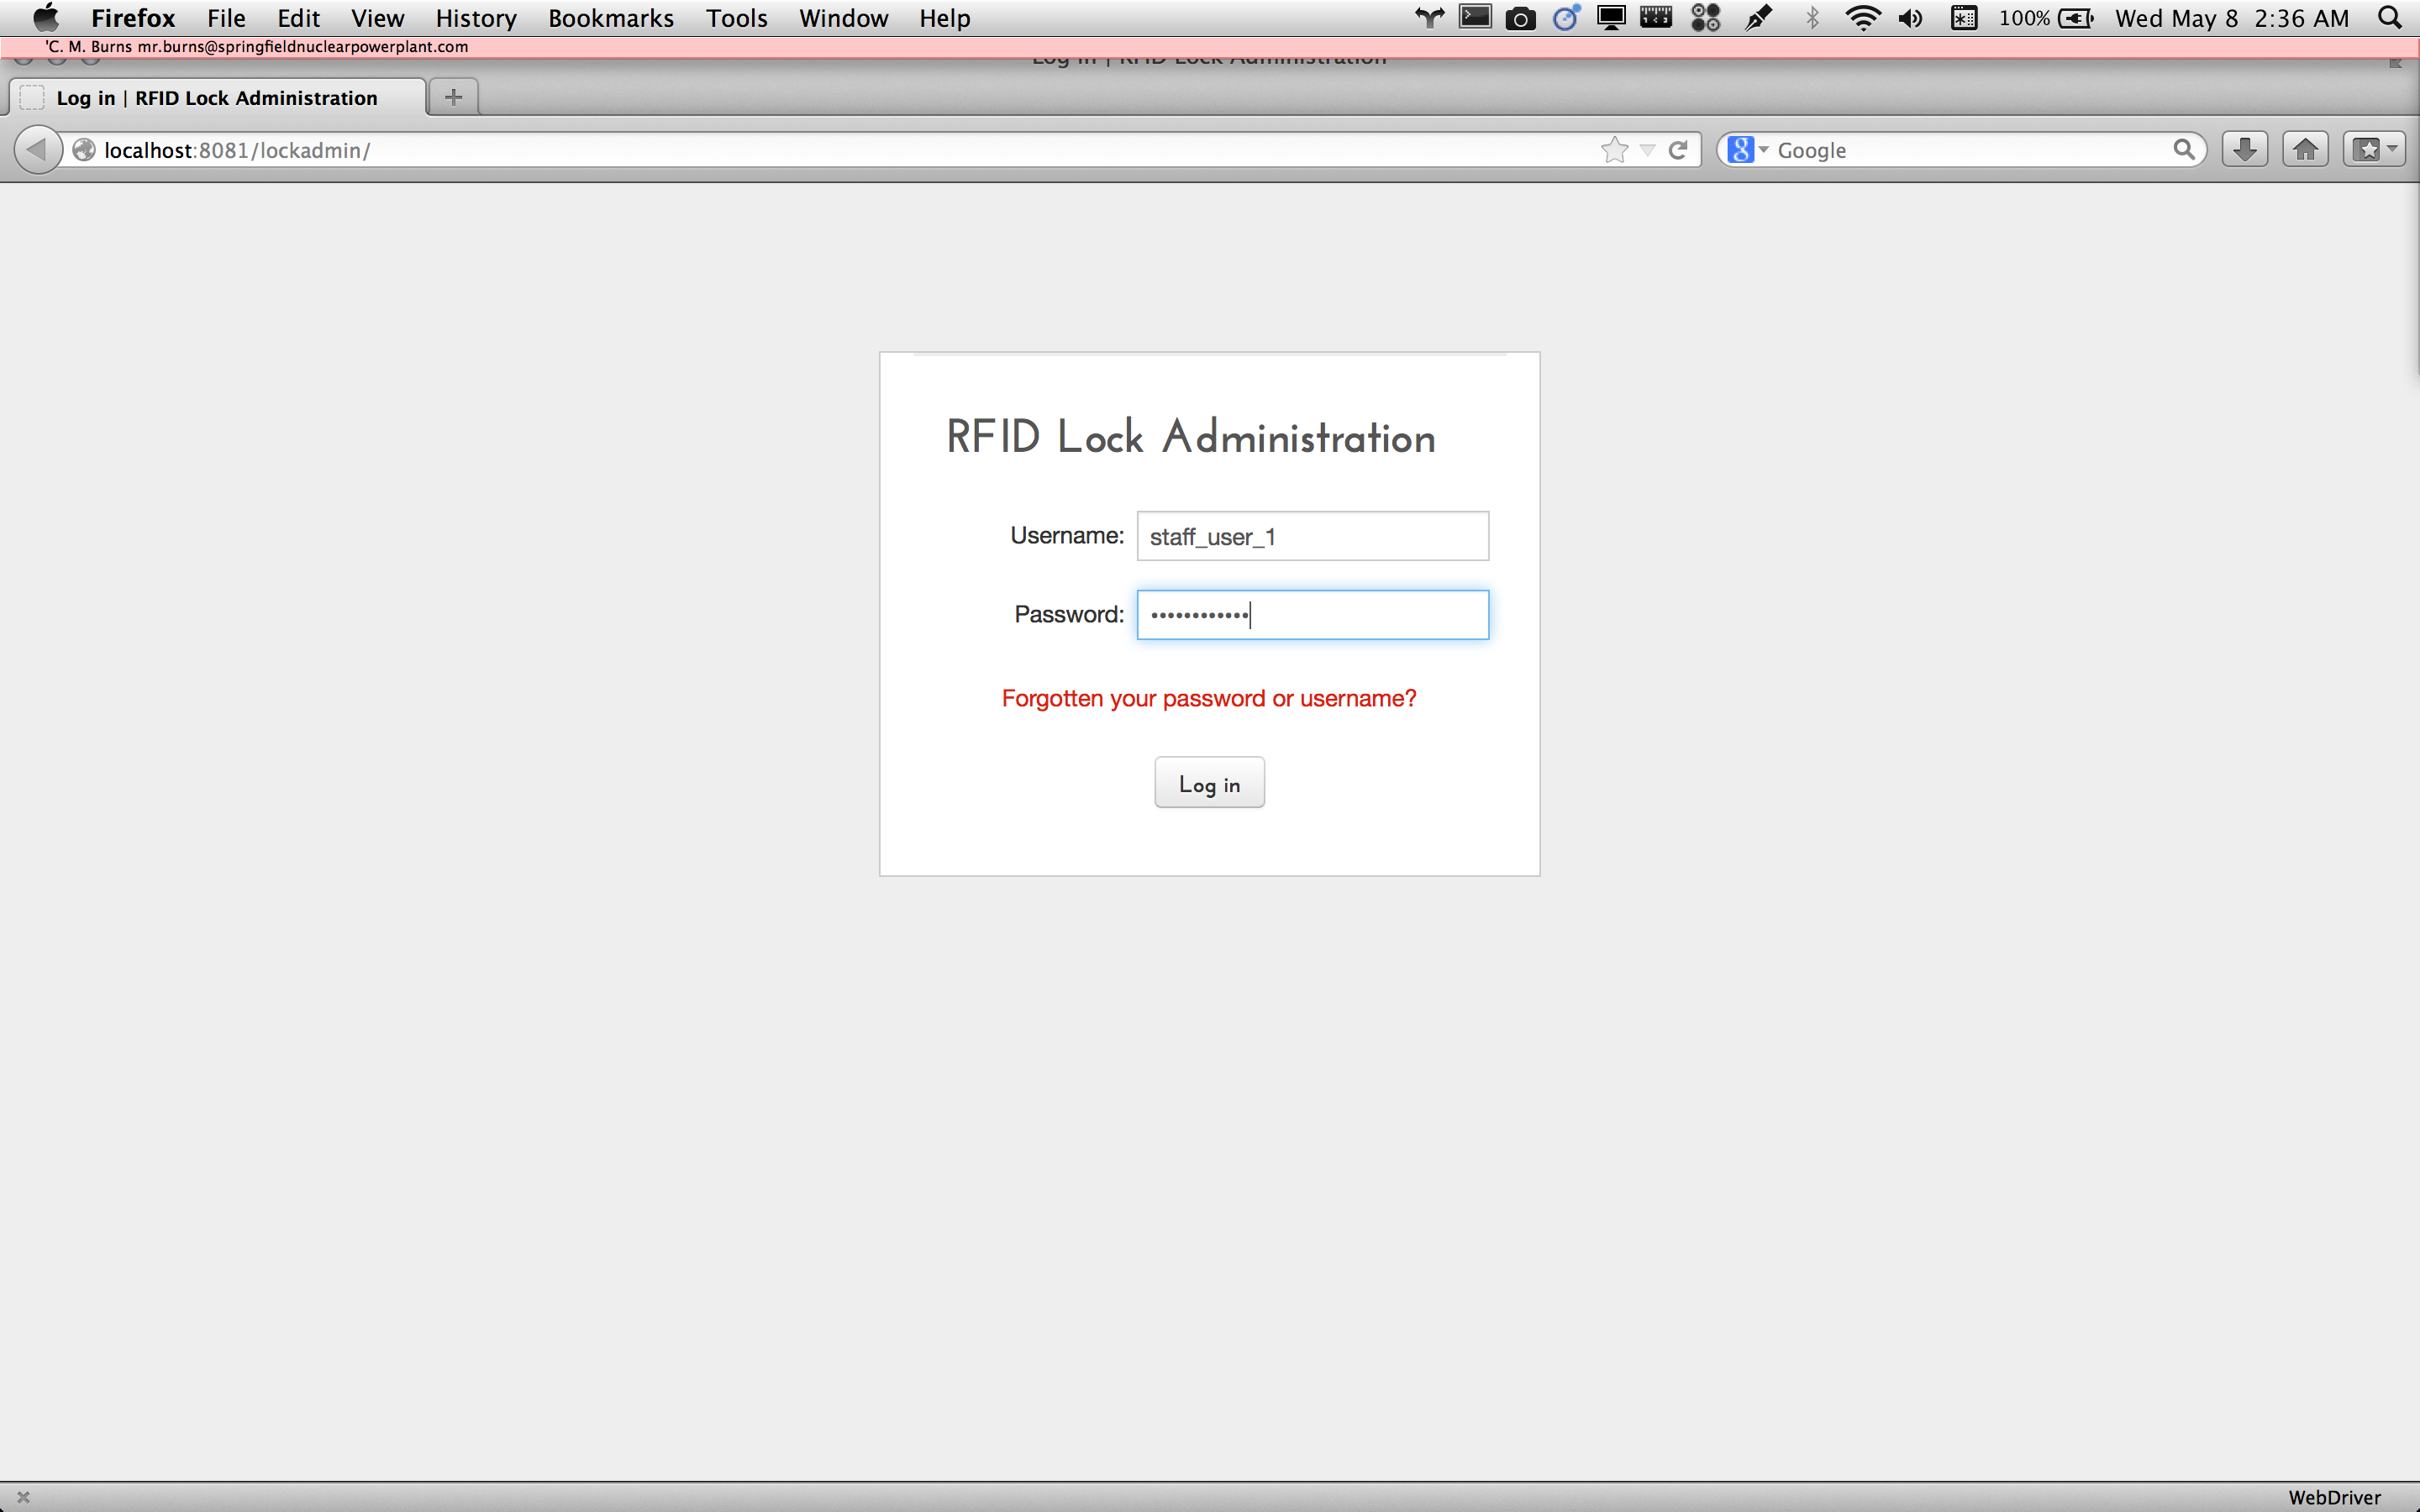 Firefox File Edit View History Bookmarks Tools Window Help 100% Wed May 8 2:36 AM
'C. M. Burns mr.burns@springfieldnuclearpowerplant.com
Log in | RFID Lock Administration
Log in | RFID Lock Administration
localhost:8081/lockadmin/ Google
RFID Lock Administration
Username: staff_user_1
Password: ••••••••••••
Forgotten your password or username?
Log in
WebDriver